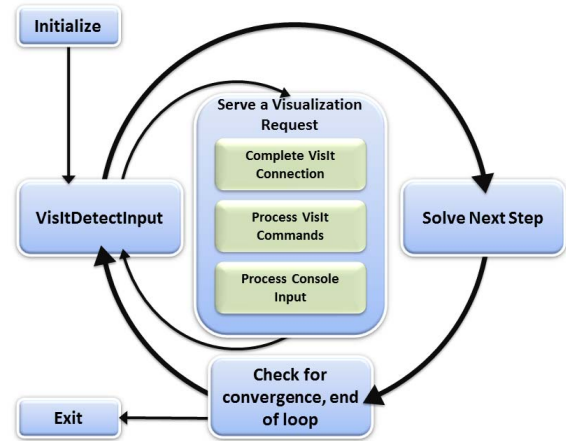 Initialize
Serve a Visualization
Request
Complete VisIt
Connection
VisItDetectInput
Process VisIt
Commands
Solve Next Step
Process Console
Input
Check for
convergence, end
of loop
Exit